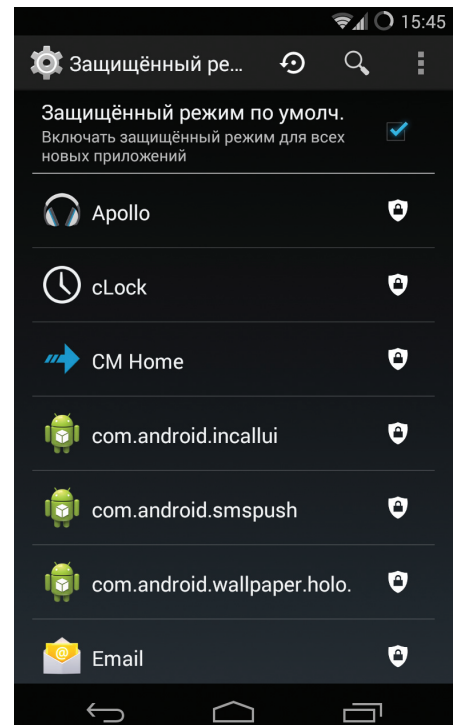 15:45
Защищённый ре...
Защищённый режим по умолч.
Включать защищённый режим для всех
новых приложений
Apollo
cLock
CM Home
com.android.incallui
com.android.smspush
com.android.wallpaper.holo.
@
Email